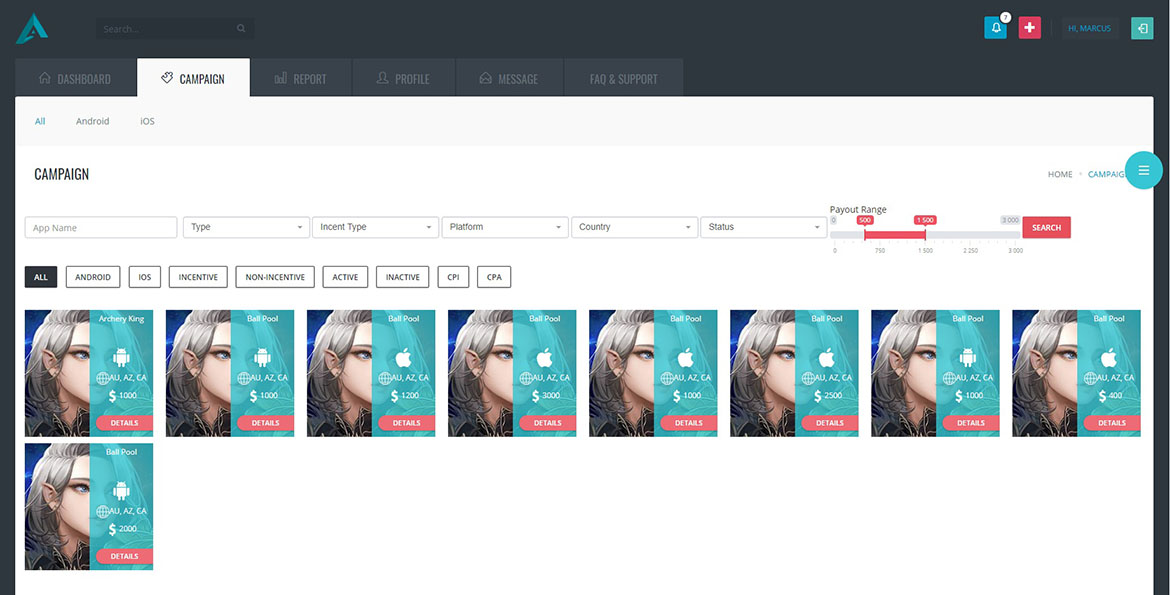 Search...
7
HI, MARCUS
DASHBOARD
CAMPAIGN
REPORT
PROFILE
MESSAGE
FAQ & SUPPORT
All
Android
iOS
CAMPAIGN
HOME
CAMPAIG
App Name
Type
Incent Type
Platform
Country
Status
Payout Range
0
500
1 500
3 000
0
750
1 500
2 250
3 000
SEARCH
ALL
ANDROID
IOS
INCENTIVE
NON-INCENTIVE
ACTIVE
INACTIVE
CPI
CPA
Archery King
AU, AZ, CA
$ 1000
DETAILS
Ball Pool
AU, AZ, CA
$ 1000
DETAILS
Ball Pool
AU, AZ, CA
$ 1200
DETAILS
Ball Pool
AU, AZ, CA
$ 3000
DETAILS
Ball Pool
AU, AZ, CA
$ 1000
DETAILS
Ball Pool
AU, AZ, CA
$ 2500
DETAILS
Ball Pool
AU, AZ, CA
$ 1000
DETAILS
Ball Pool
AU, AZ, CA
$ 400
DETAILS
Ball Pool
AU, AZ, CA
$ 2000
DETAILS